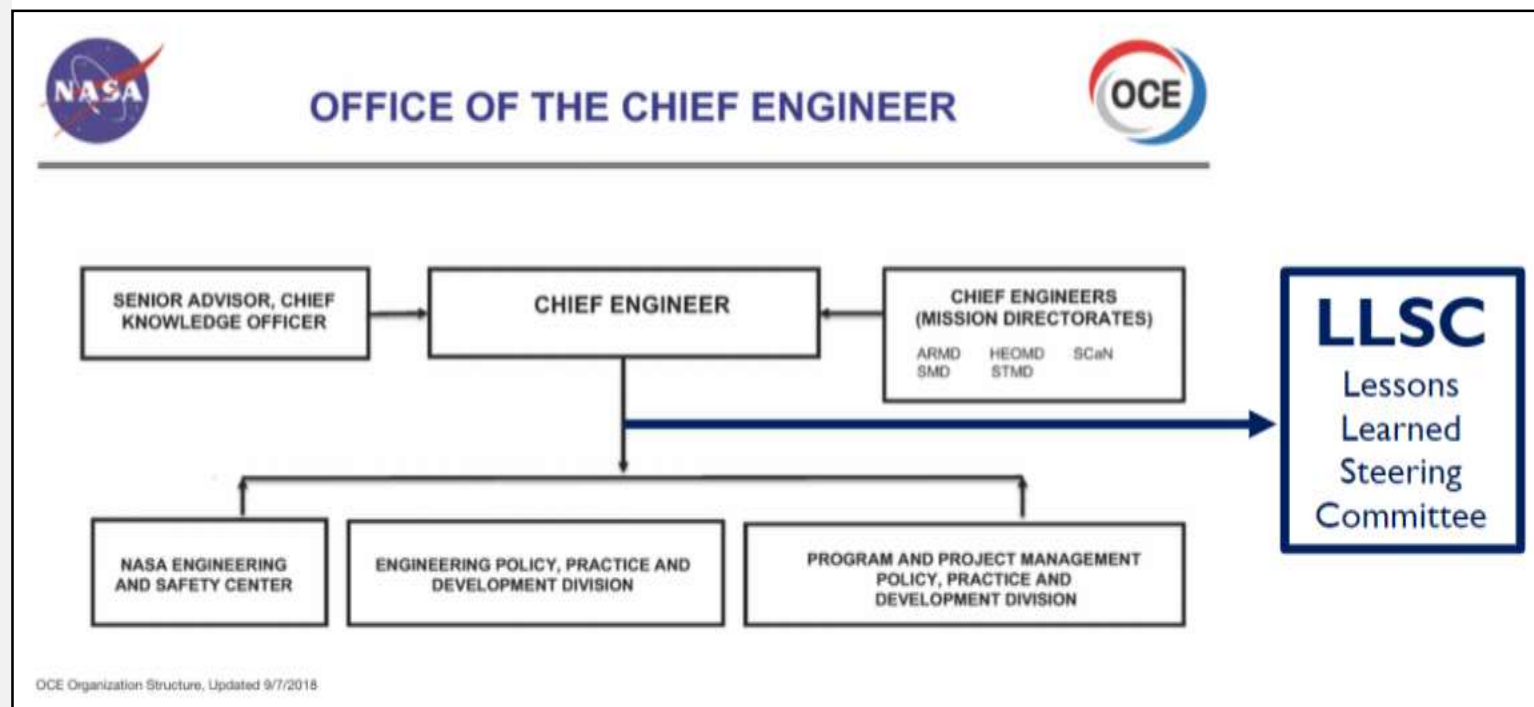 NASA
OFFICE OF THE CHIEF ENGINEER
OCE
SENIOR ADVISOR, CHIEF
KNOWLEDGE OFFICER
CHIEF ENGINEER
CHIEF ENGINEERS
(MISSION DIRECTORATES)
ARMD HEOMD SCaN
SMD STMD
LLSC
Lessons
Learned
Steering
Committee
NASA ENGINEERING
AND SAFETY CENTER
ENGINEERING POLICY, PRACTICE AND
DEVELOPMENT DIVISION
PROGRAM AND PROJECT MANAGEMENT
POLICY, PRACTICE AND
DEVELOPMENT DIVISION
OCE Organization Structure, Updated 9/7/2018